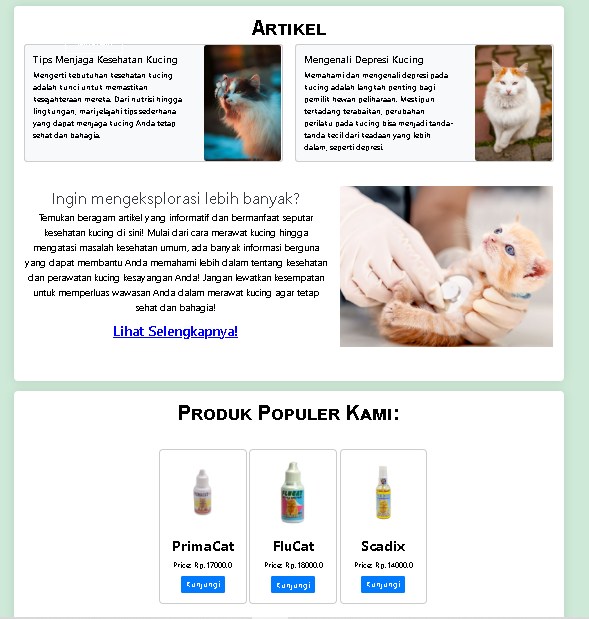 Artikel
Tips Menjaga Kesehatan Kucing
Mengerti kebutuhan kesehatan kucing
adalah kunci untuk memastikan
kesejahteraan mereka. Dari nutrisi hingga
lingkungan, mari jelajahi tips sederhana
yang dapat menjaga kucing Anda tetap
sehat dan bahagia.
Mengenali Depresi Kucing
Memahami dan mengenali depresi pada
kucing adalah langkah penting bagi
pemilik hewan peliharaan. Meskipun
terkadang terabaikan, perubahan
perilaku pada kucing bisa menjadi tanda-
tanda kecil dari keadaan yang lebih
dalam, seperti depresi.
Ingin mengeksplorasi lebih banyak?
Temukan beragam artikel yang informatif dan bermanfaat seputar
kesehatan kucing di sini! Mulai dari cara merawat kucing hingga
mengatasi masalah kesehatan umum, ada banyak informasi berguna
yang dapat membantu Anda memahami lebih dalam tentang kesehatan
dan perawatan kucing kesayangan Anda! Jangan lewatkan kesempatan
untuk memperluas wawasan Anda dalam merawat kucing agar tetap
sehat dan bahagia!
Lihat Selengkapnya!
Produk Populer Kami:
FLUCAT
PrimaCat
FluCat
Scadix
Price: Rp.17000.0
Price: Rp.18000.0
Price: Rp.14000.0
Kunjungi
Kunjungi
Kunjungi